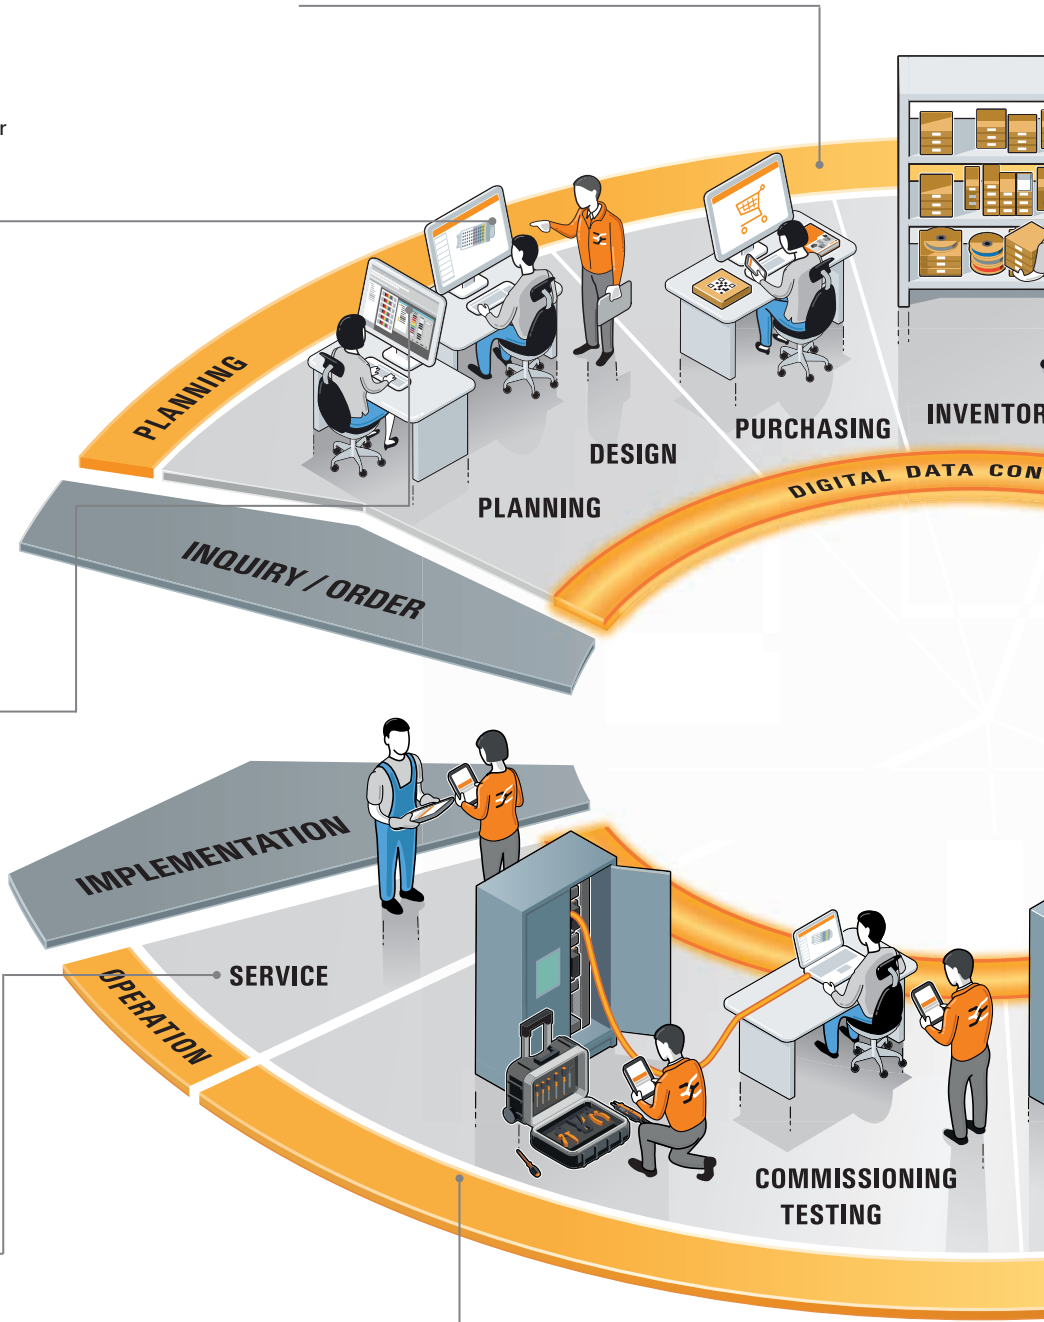 r
PLANNING
DESIGN
PURCHASING
INVENTOR
PLANNING
DIGITAL DATA CON
INQUIRY / ORDER
IMPLEMENTATION
SERVICE
OPERATION
COMMISSIONING
TESTING